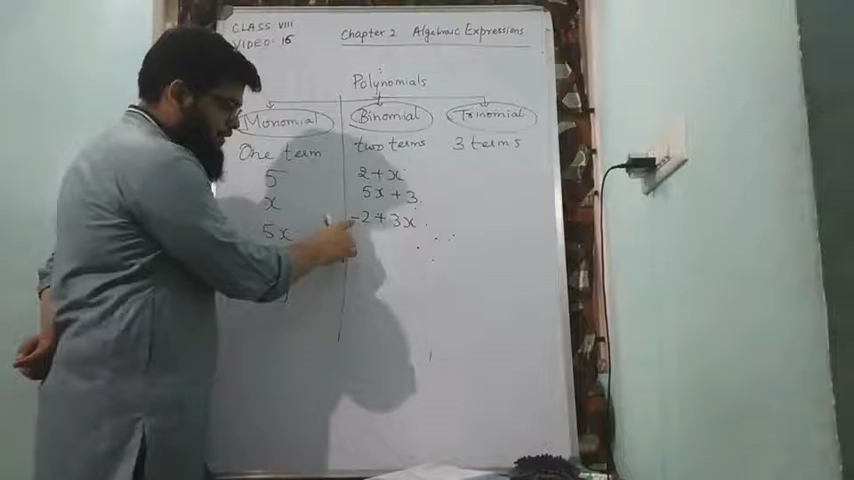 CLASS VIII
VIDEO: 15
Chapter 2 Algebraic Expressions
Polynomials
Monomial Binomial Trinomial
One term two terms 3 terms
5 2+x
x 5x+3
5x -2+3x